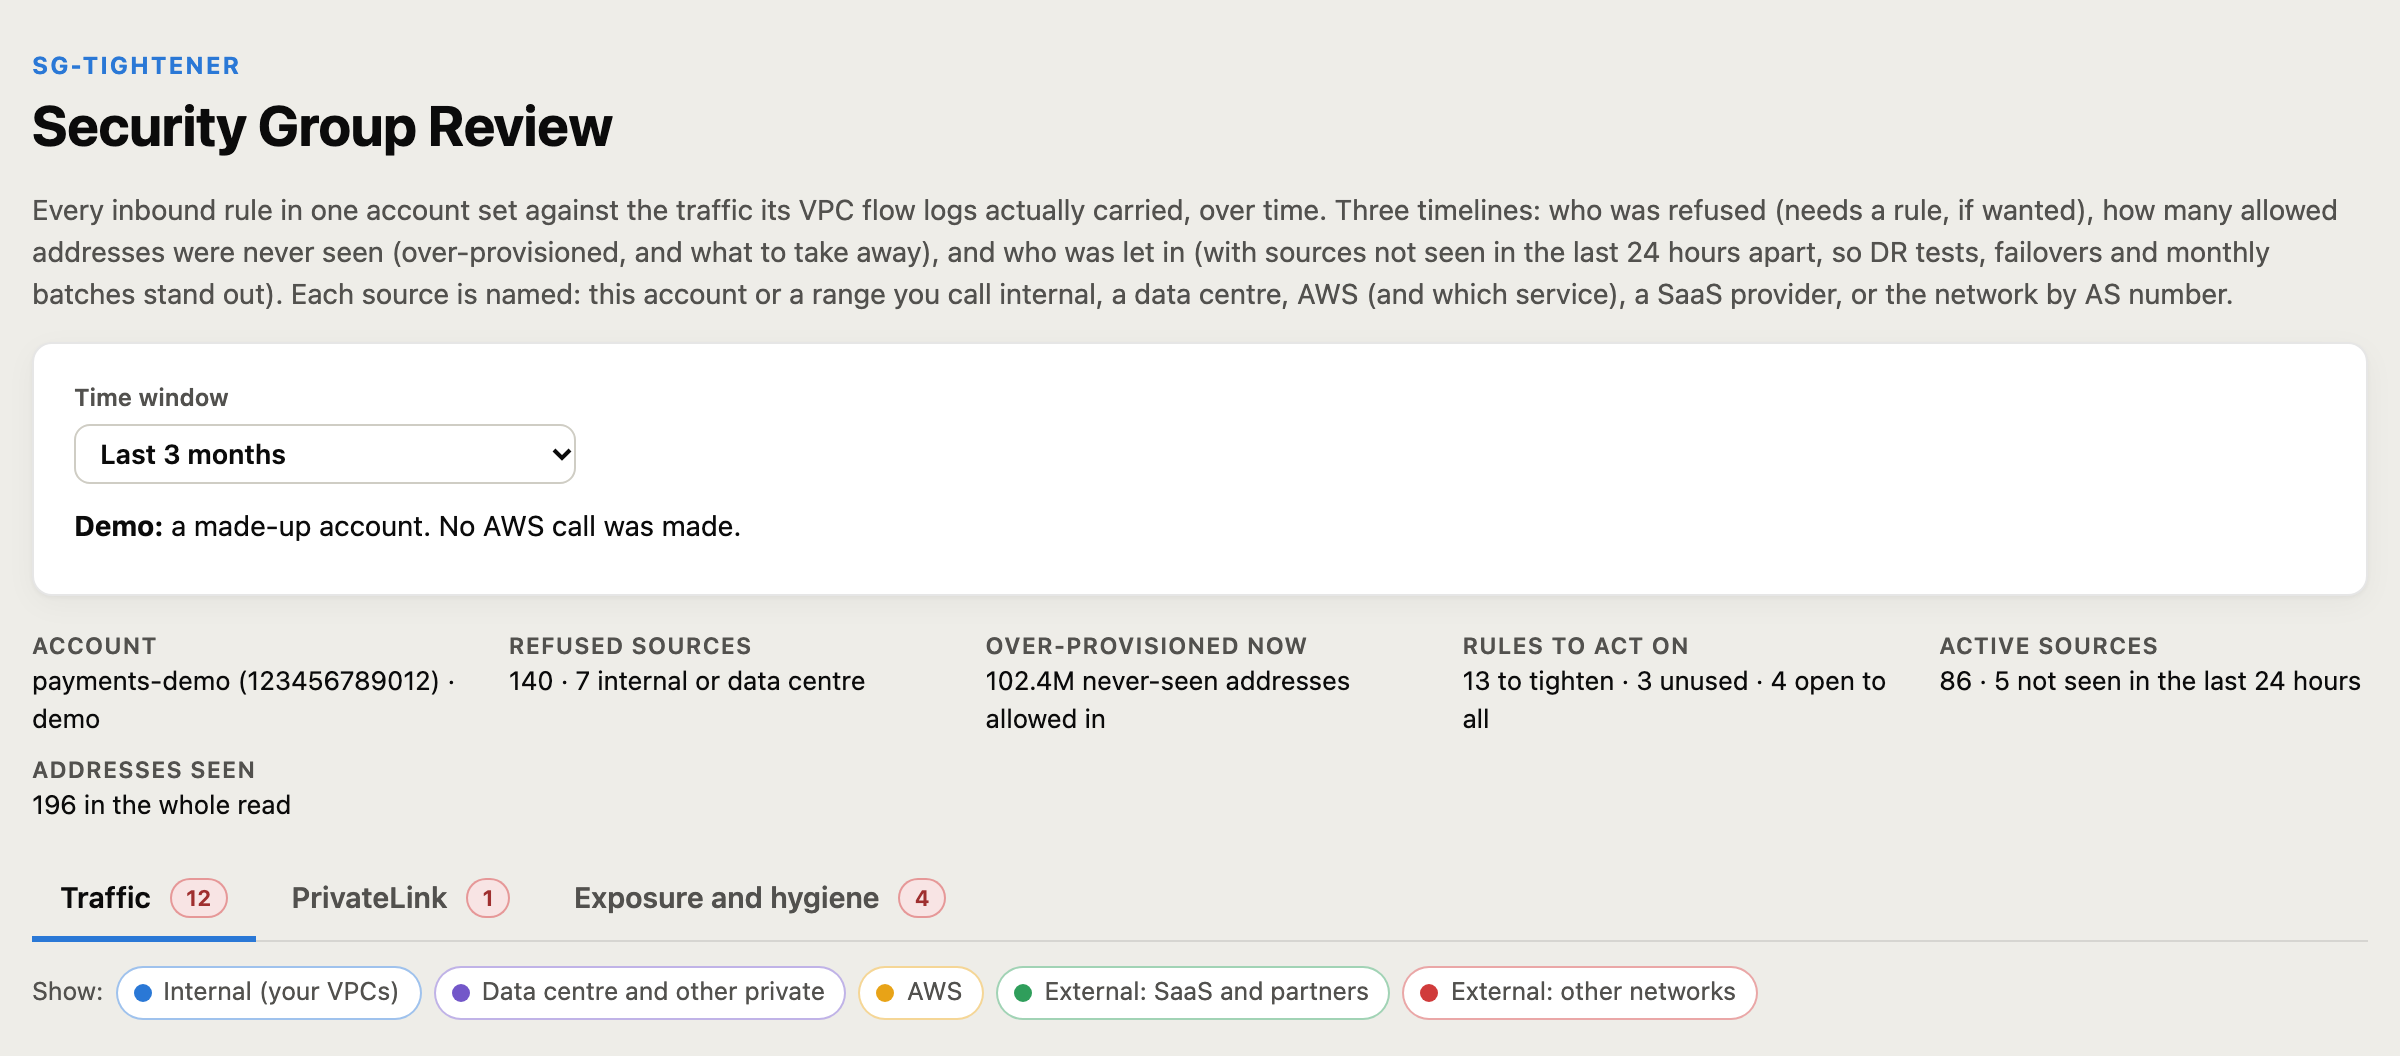 SG-TIGHTENER
Security Group Review
Every inbound rule in one account set against the traffic its VPC flow logs actually carried, over time. Three timelines: who was refused (needs a rule, if wanted), how many allowed
addresses were never seen (over-provisioned, and what to take away), and who was let in (with sources not seen in the last 24 hours apart, so DR tests, failovers and monthly
batches stand out). Each source is named: this account or a range you call internal, a data centre, AWS (and which service), a SaaS provider, or the network by AS number.
Time window
Last 3 months
Demo: a made-up account. No AWS call was made.
ACCOUNT
payments-demo (123456789012) ·
demo
REFUSED SOURCES
140 · 7 internal or data centre
OVER-PROVISIONED NOW
102.4M never-seen addresses
allowed in
RULES TO ACT ON
13 to tighten · 3 unused · 4 open to
all
ACTIVE SOURCES
86 · 5 not seen in the last 24 hours
ADDRESSES SEEN
196 in the whole read
Traffic 12 PrivateLink 1 Exposure and hygiene 4
Show: Internal (your VPCs) Data centre and other private AWS External: SaaS and partners External: other networks